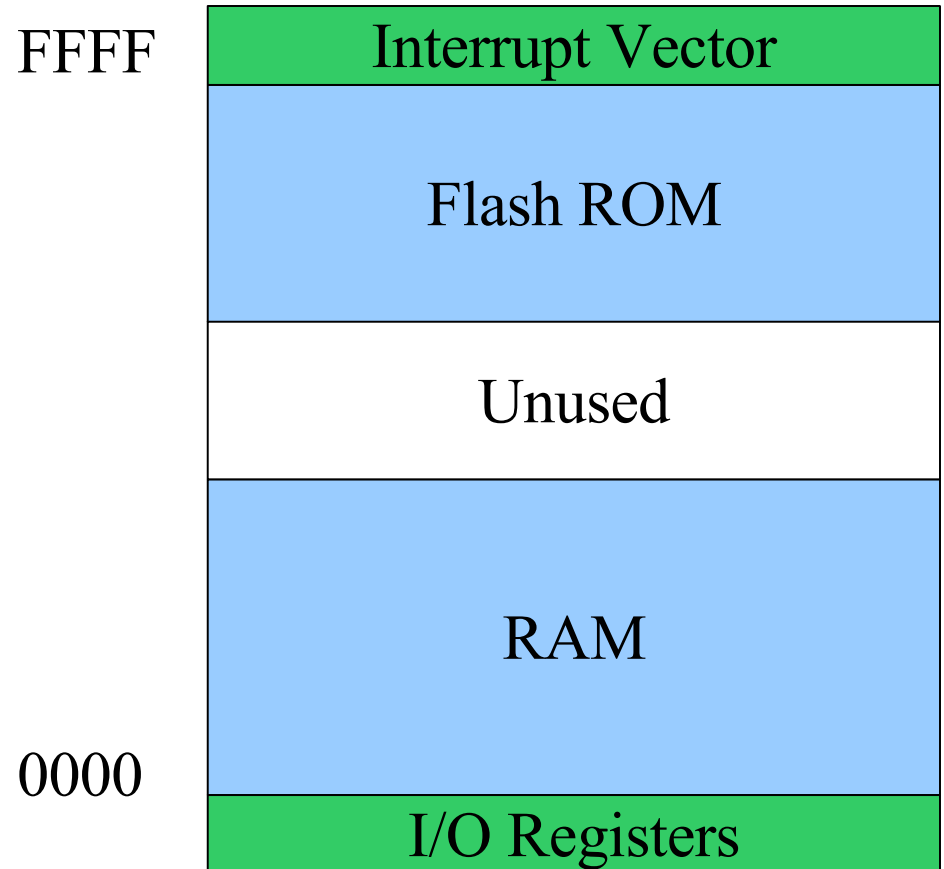 FFFF
Interrupt Vector
Flash ROM
Unused
RAM
0000
I/O Registers